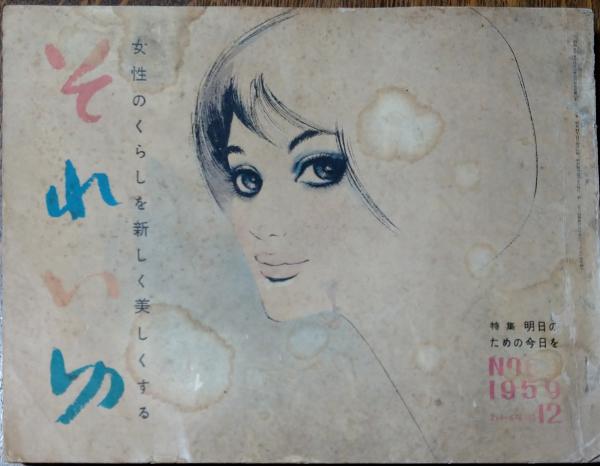 それいゆ
女性のくらしを新しく美しくする
特集 明日の
ための今日を
NO
1959
12